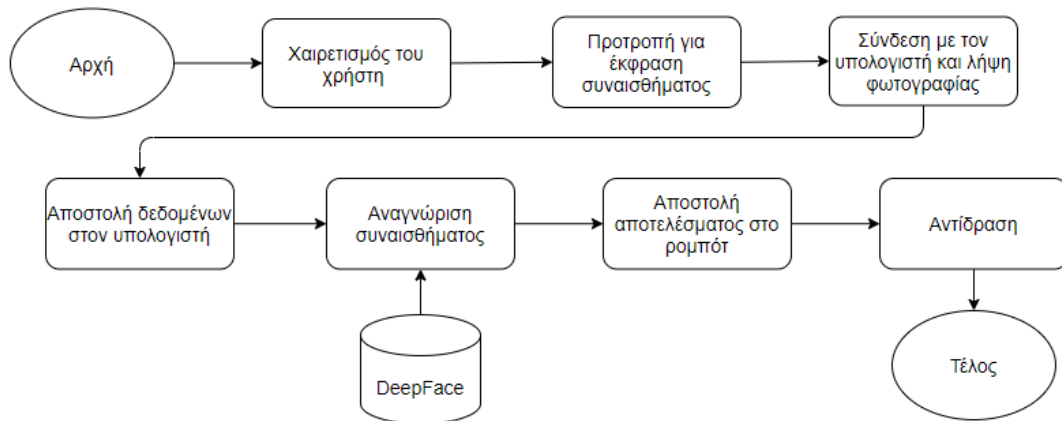 Αρχή
Χαιρετισμός του
χρήστη
Προτροπή για
έκφραση
συναισθήματος
Σύνδεση με τον
υπολογιστή και λήψη
φωτογραφίας
Αποστολή δεδομένων
στον υπολογιστή
Αναγνώριση
συναισθήματος
Αποστολή
αποτελέσματος στο
ρομπότ
Αντίδραση
DeepFace
Τέλος